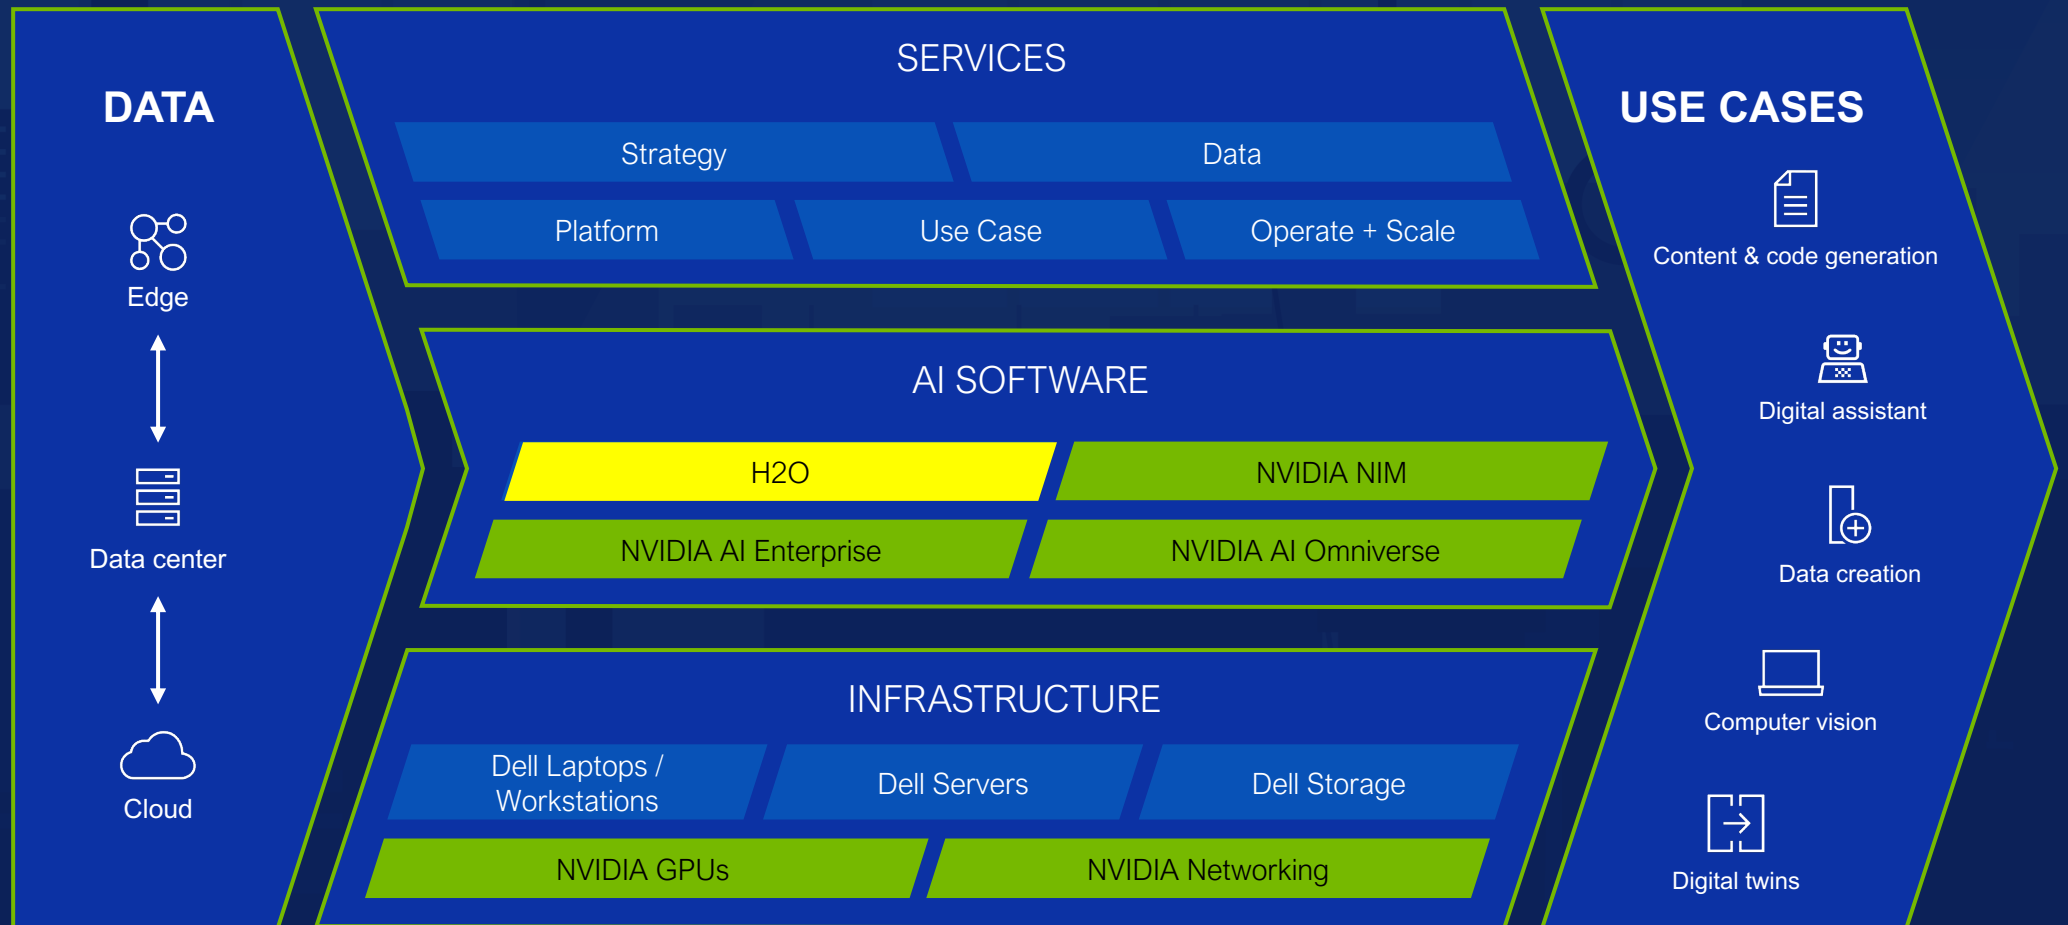 DATA
Edge
Data center
Cloud
SERVICES
Strategy
Data
Platform
Use Case
Operate + Scale
AI SOFTWARE
H2O
NVIDIA NIM
NVIDIA AI Enterprise
NVIDIA AI Omniverse
INFRASTRUCTURE
Dell Laptops /
Workstations
Dell Servers
Dell Storage
NVIDIA GPUs
NVIDIA Networking
USE CASES
Content & code generation
Digital assistant
Data creation
Computer vision
Digital twins